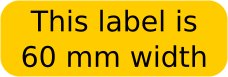 This label is
60 mm width